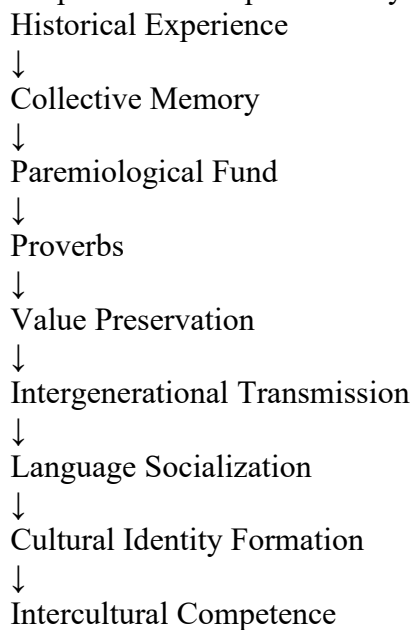 Historical Experience
↓
Collective Memory
↓
Paremiological Fund
↓
Proverbs
↓
Value Preservation
↓
Intergenerational Transmission
↓
Language Socialization
↓
Cultural Identity Formation
↓
Intercultural Competence